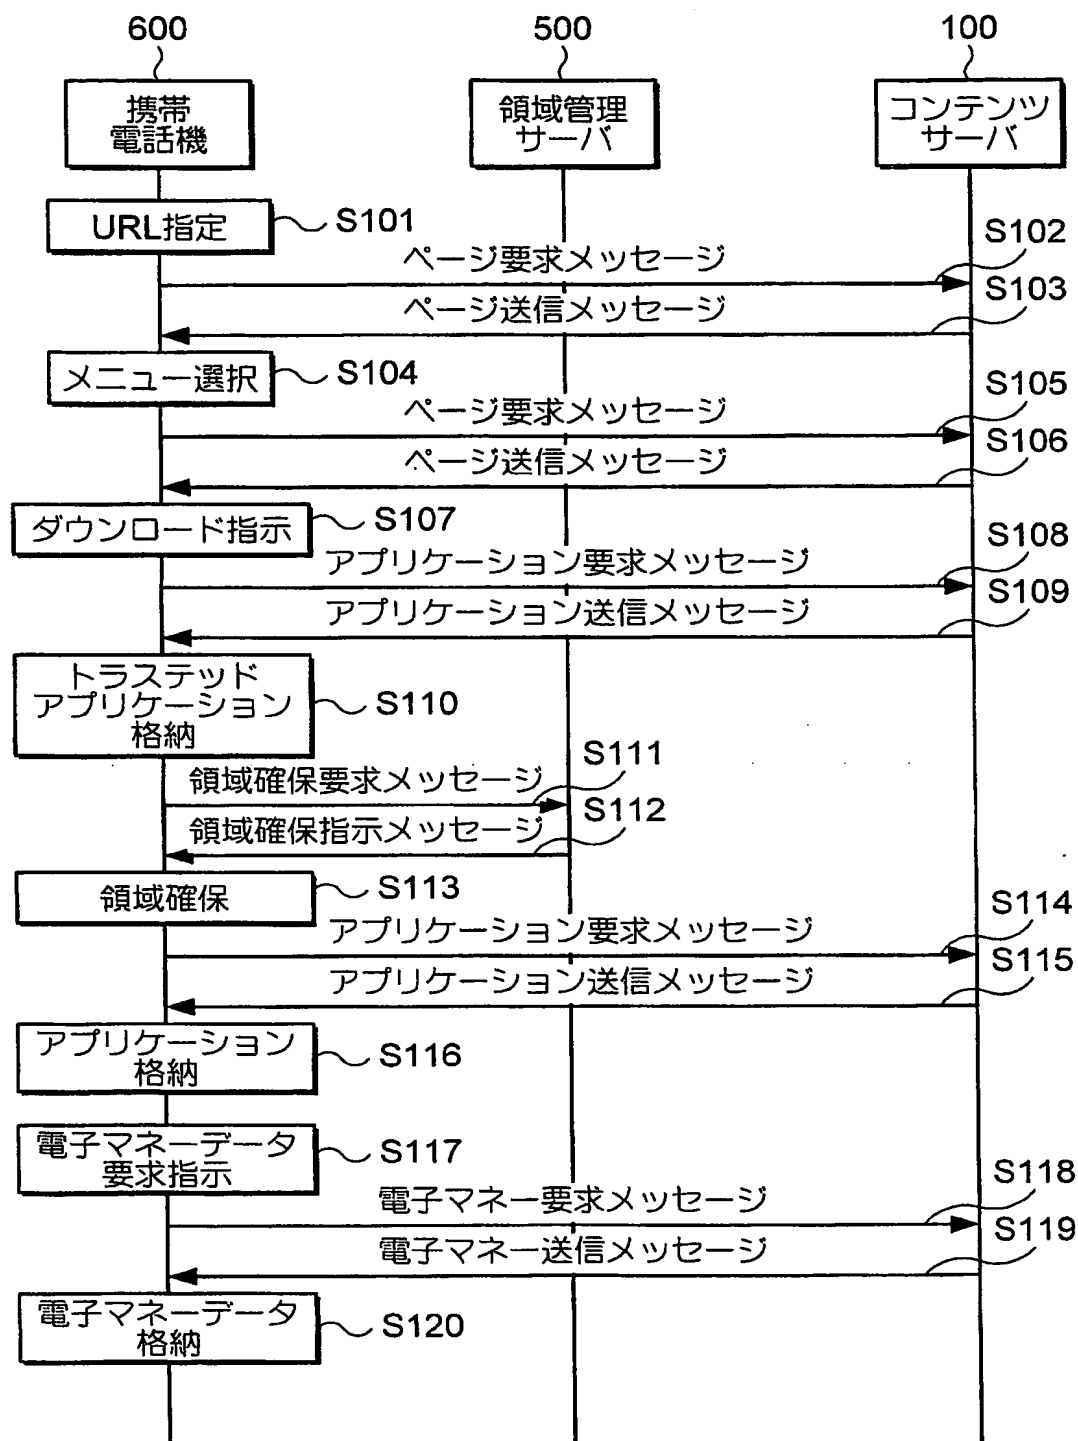 600
500
100
携帯
電話機
領域管理
サーバ
コンテンツ
サーバ
URL指定
S101
S102
ページ要求メッセージ
S103
ページ送信メッセージ
メニュー選択
S104
S105
ページ要求メッセージ
S106
ページ送信メッセージ
ダウンロード指示
S107
S108
アプリケーション要求メッセージ
S109
アプリケーション送信メッセージ
トラステッド
アプリケーション
格納
S110
S111
領域確保要求メッセージ
S112
領域確保指示メッセージ
領域確保
S113
S114
アプリケーション要求メッセージ
S115
アプリケーション送信メッセージ
アプリケーション
格納
S116
電子マネーデータ
要求指示
S117
S118
電子マネー要求メッセージ
S119
電子マネー送信メッセージ
電子マネーデータ
格納
S120